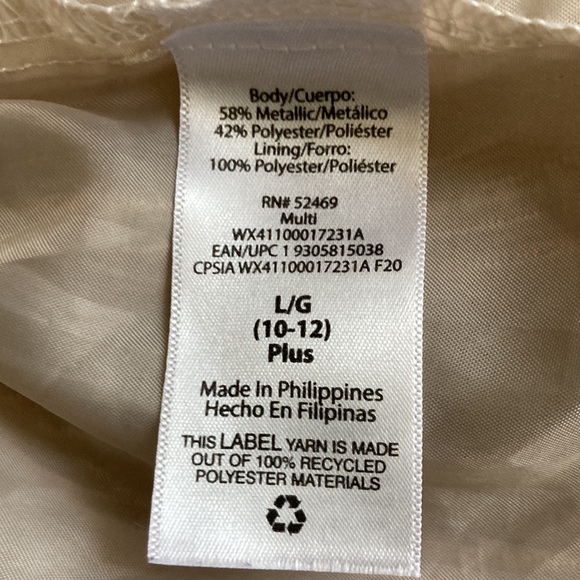 Body/Cuerpo:
58% Metallic/Metálico
42% Polyester/Poliéster
Lining/Forro:
100% Polyester/Poliéster
RN# 52469
Multi
WX41100017231A
EAN/UPC 1 9305815038
CPSIA WX41100017231A F20
L/G
(10-12)
Plus
Made In Philippines
Hecho En Filipinas
THIS LABEL YARN IS MADE
OUT OF 100% RECYCLED
POLYESTER MATERIALS